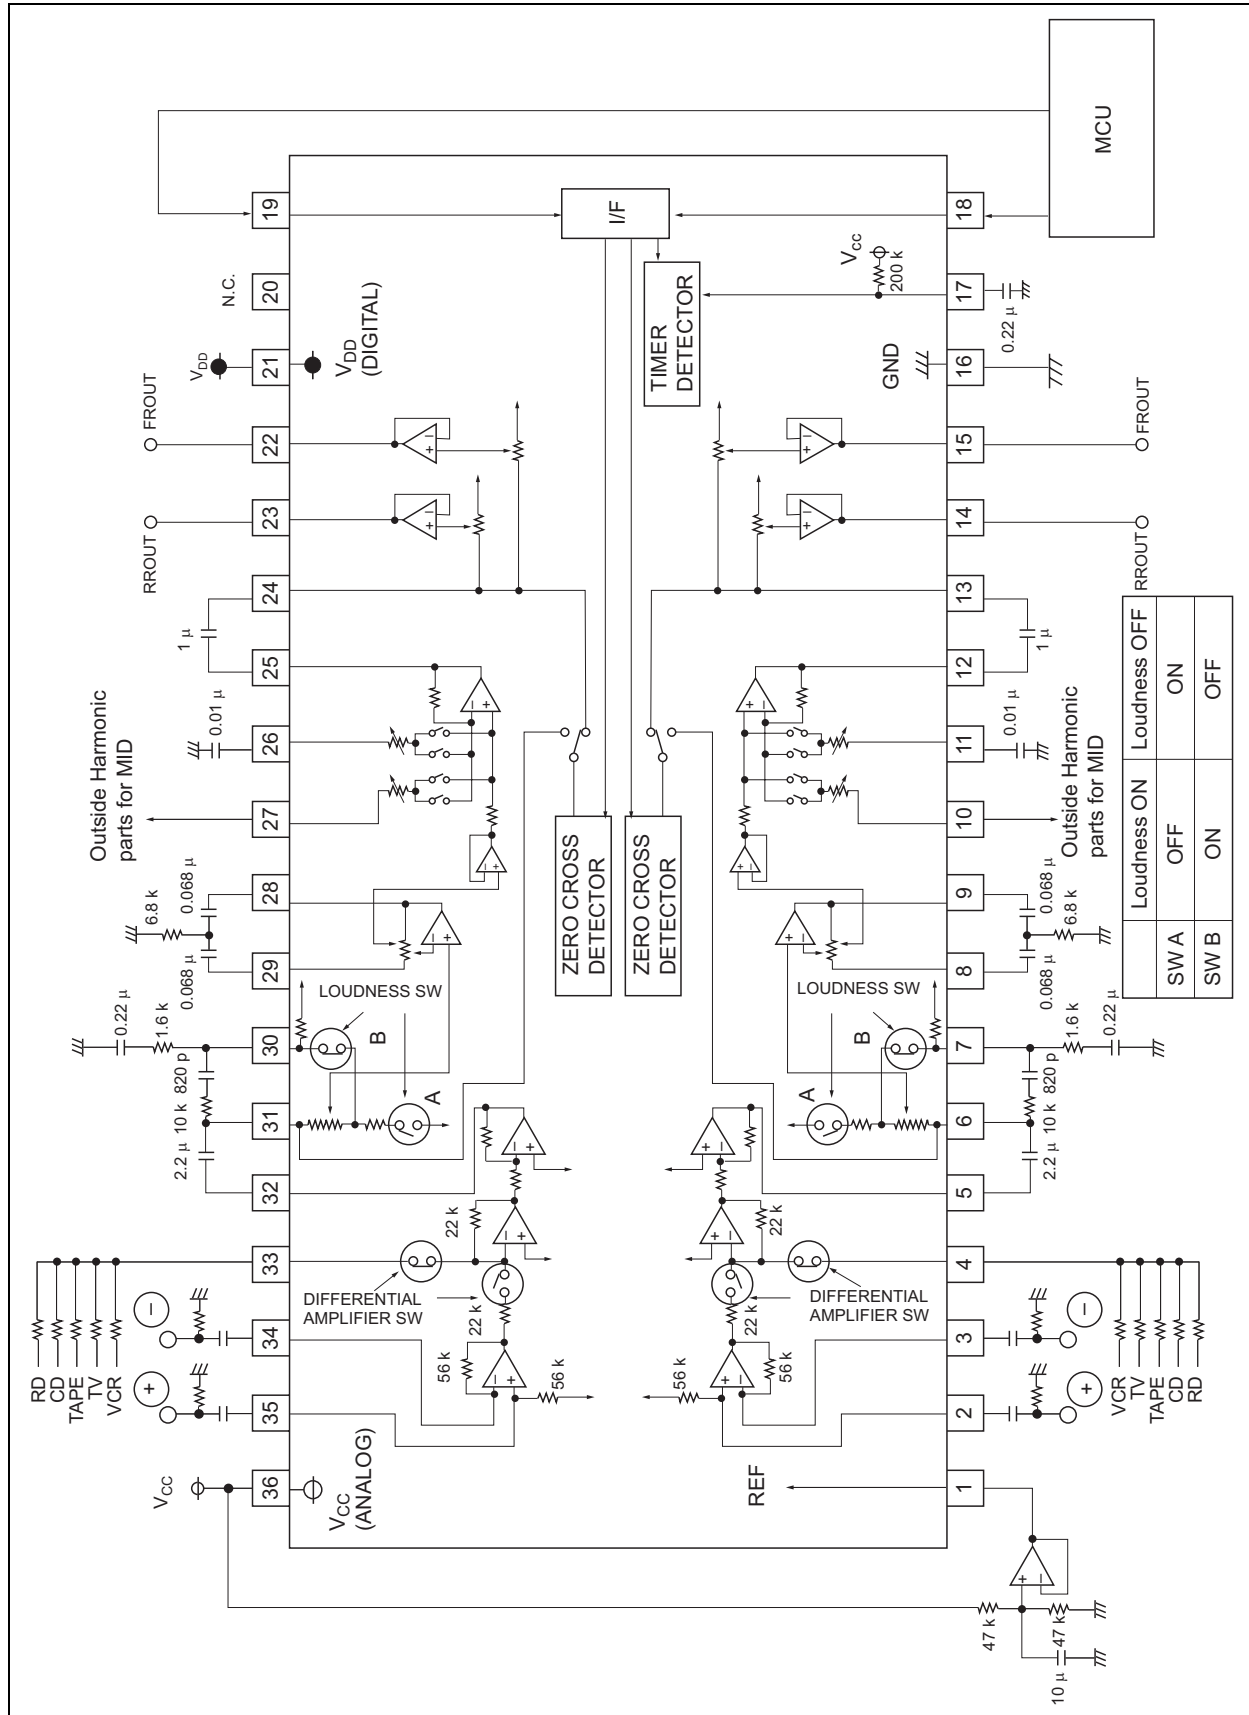 RD
CD
TAPE
TV
VCR
−
+
VCC
2.2 μ
10 k
820 p
1.6 k
0.22 μ
0.068 μ
0.068 μ
6.8 k
Outside Harmonic
parts for MID
0.01 μ
1 μ
RROUT
FROUT
VDD
N.C.
36
35
34
33
32
31
30
29
28
27
26
25
24
23
22
21
20
19
VCC
(ANALOG)
VDD
(DIGITAL)
DIFFERENTIAL
AMPLIFIER SW
LOUDNESS SW
A
B
56 k
56 k
22 k
22 k
ZERO CROSS
DETECTOR
ZERO CROSS
DETECTOR
I/F
TIMER
DETECTOR
56 k
56 k
22 k
22 k
DIFFERENTIAL
AMPLIFIER SW
LOUDNESS SW
A
B
REF
GND
VCC
200 k
1
2
3
4
5
6
7
8
9
10
11
12
13
14
15
16
17
18
47 k
47 k
10 μ
+
−
VCR
TV
TAPE
CD
RD
2.2 μ
10 k
820 p
1.6 k
0.22 μ
0.068 μ
0.068 μ
6.8 k
Outside Harmonic
parts for MID
0.01 μ
1 μ
RROUT
FROUT
0.22 μ
MCU
Loudness ON Loudness OFF
SW A OFF ON
SW B ON OFF